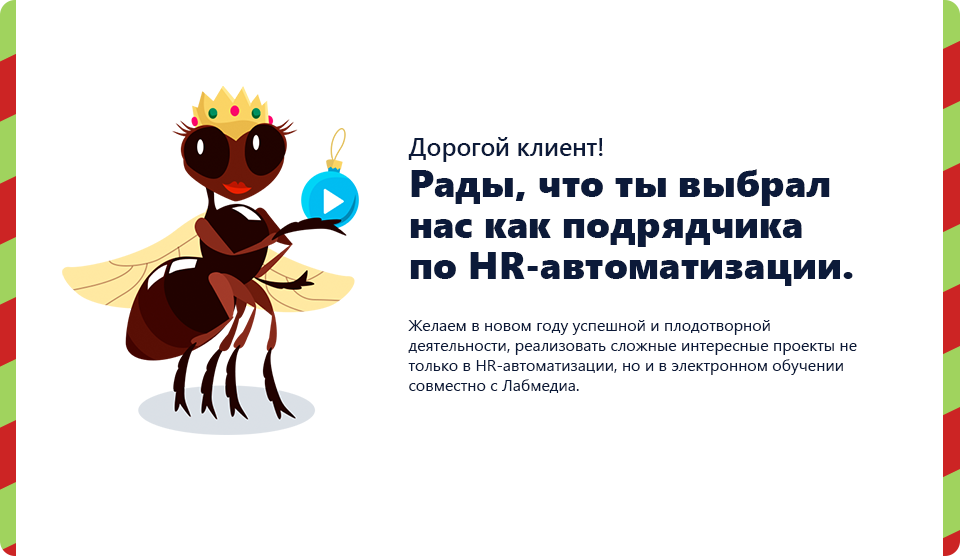 Дорогой клиент!
Рады, что ты выбрал
нас как подрядчика
по HR-автоматизации.
Желаем в новом году успешной и плодотворной
деятельности, реализовать сложные интересные проекты не
только в HR-автоматизации, но и в электронном обучении
совместно с Лабмедиа.